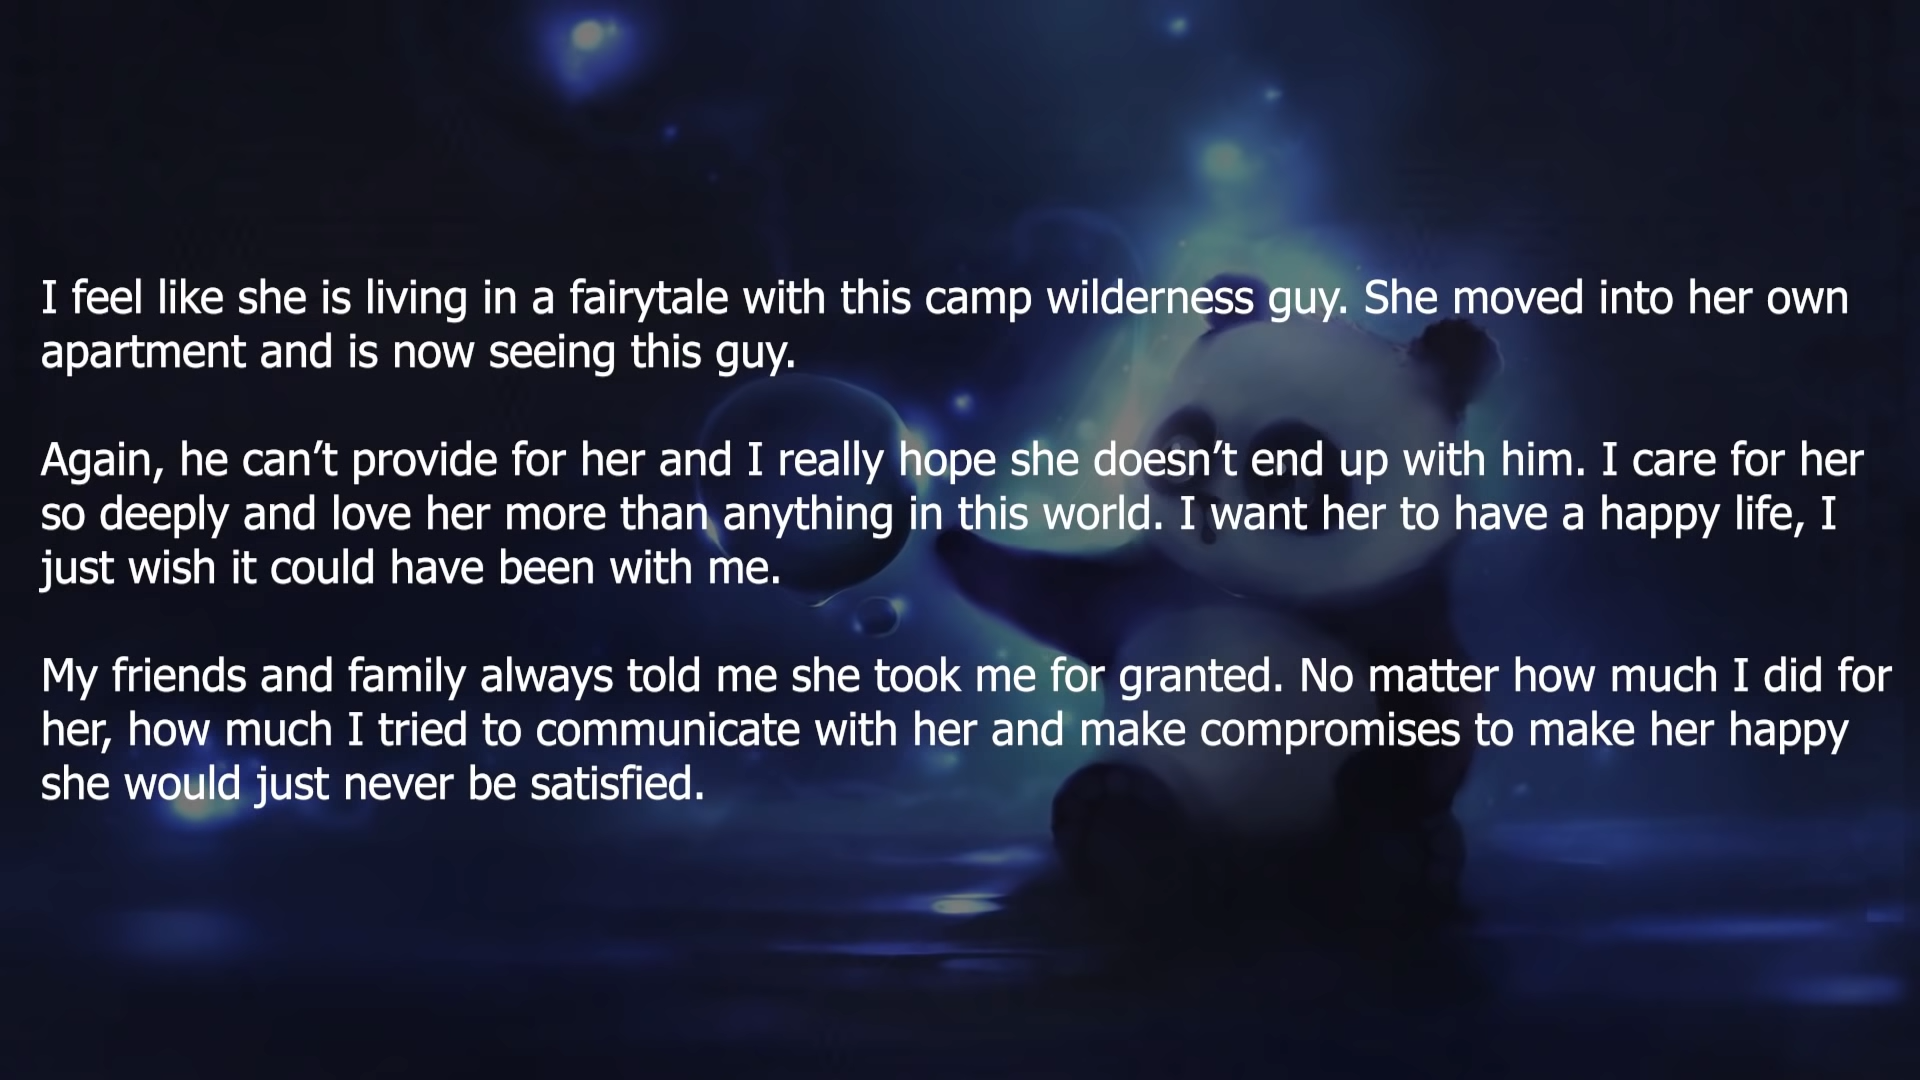 I feel like she is living in a fairytale with this camp wilderness guy. She moved into her own
apartment and is now seeing this guy.
Again, he can’t provide for her and I really hope she doesn’t end up with him. I care for her
so deeply and love her more than anything in this world. I want her to have a happy life, I
just wish it could have been with me.
My friends and family always told me she took me for granted. No matter how much I did for
her, how much I tried to communicate with her and make compromises to make her happy
she would just never be satisfied.